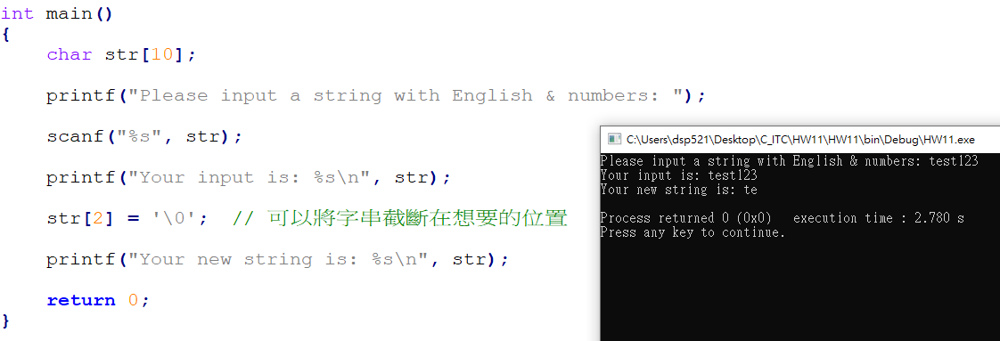 int main()
{
char str[10];
printf("Please input a string with English & numbers: ");
scanf("%s", str);
printf("Your input is: %s\n", str);
str[2] = '\0';  // 可以將字串截斷在想要的位置
printf("Your new string is: %s\n", str);
return 0;
}
C:\Users\dsp521\Desktop\C_ITC\HW11\HW11\bin\Debug\HW11.exe
Please input a string with English & numbers: test123
Your input is: test123
Your new string is: te
Process returned 0 (0x0)   execution time : 2.780 s
Press any key to continue.